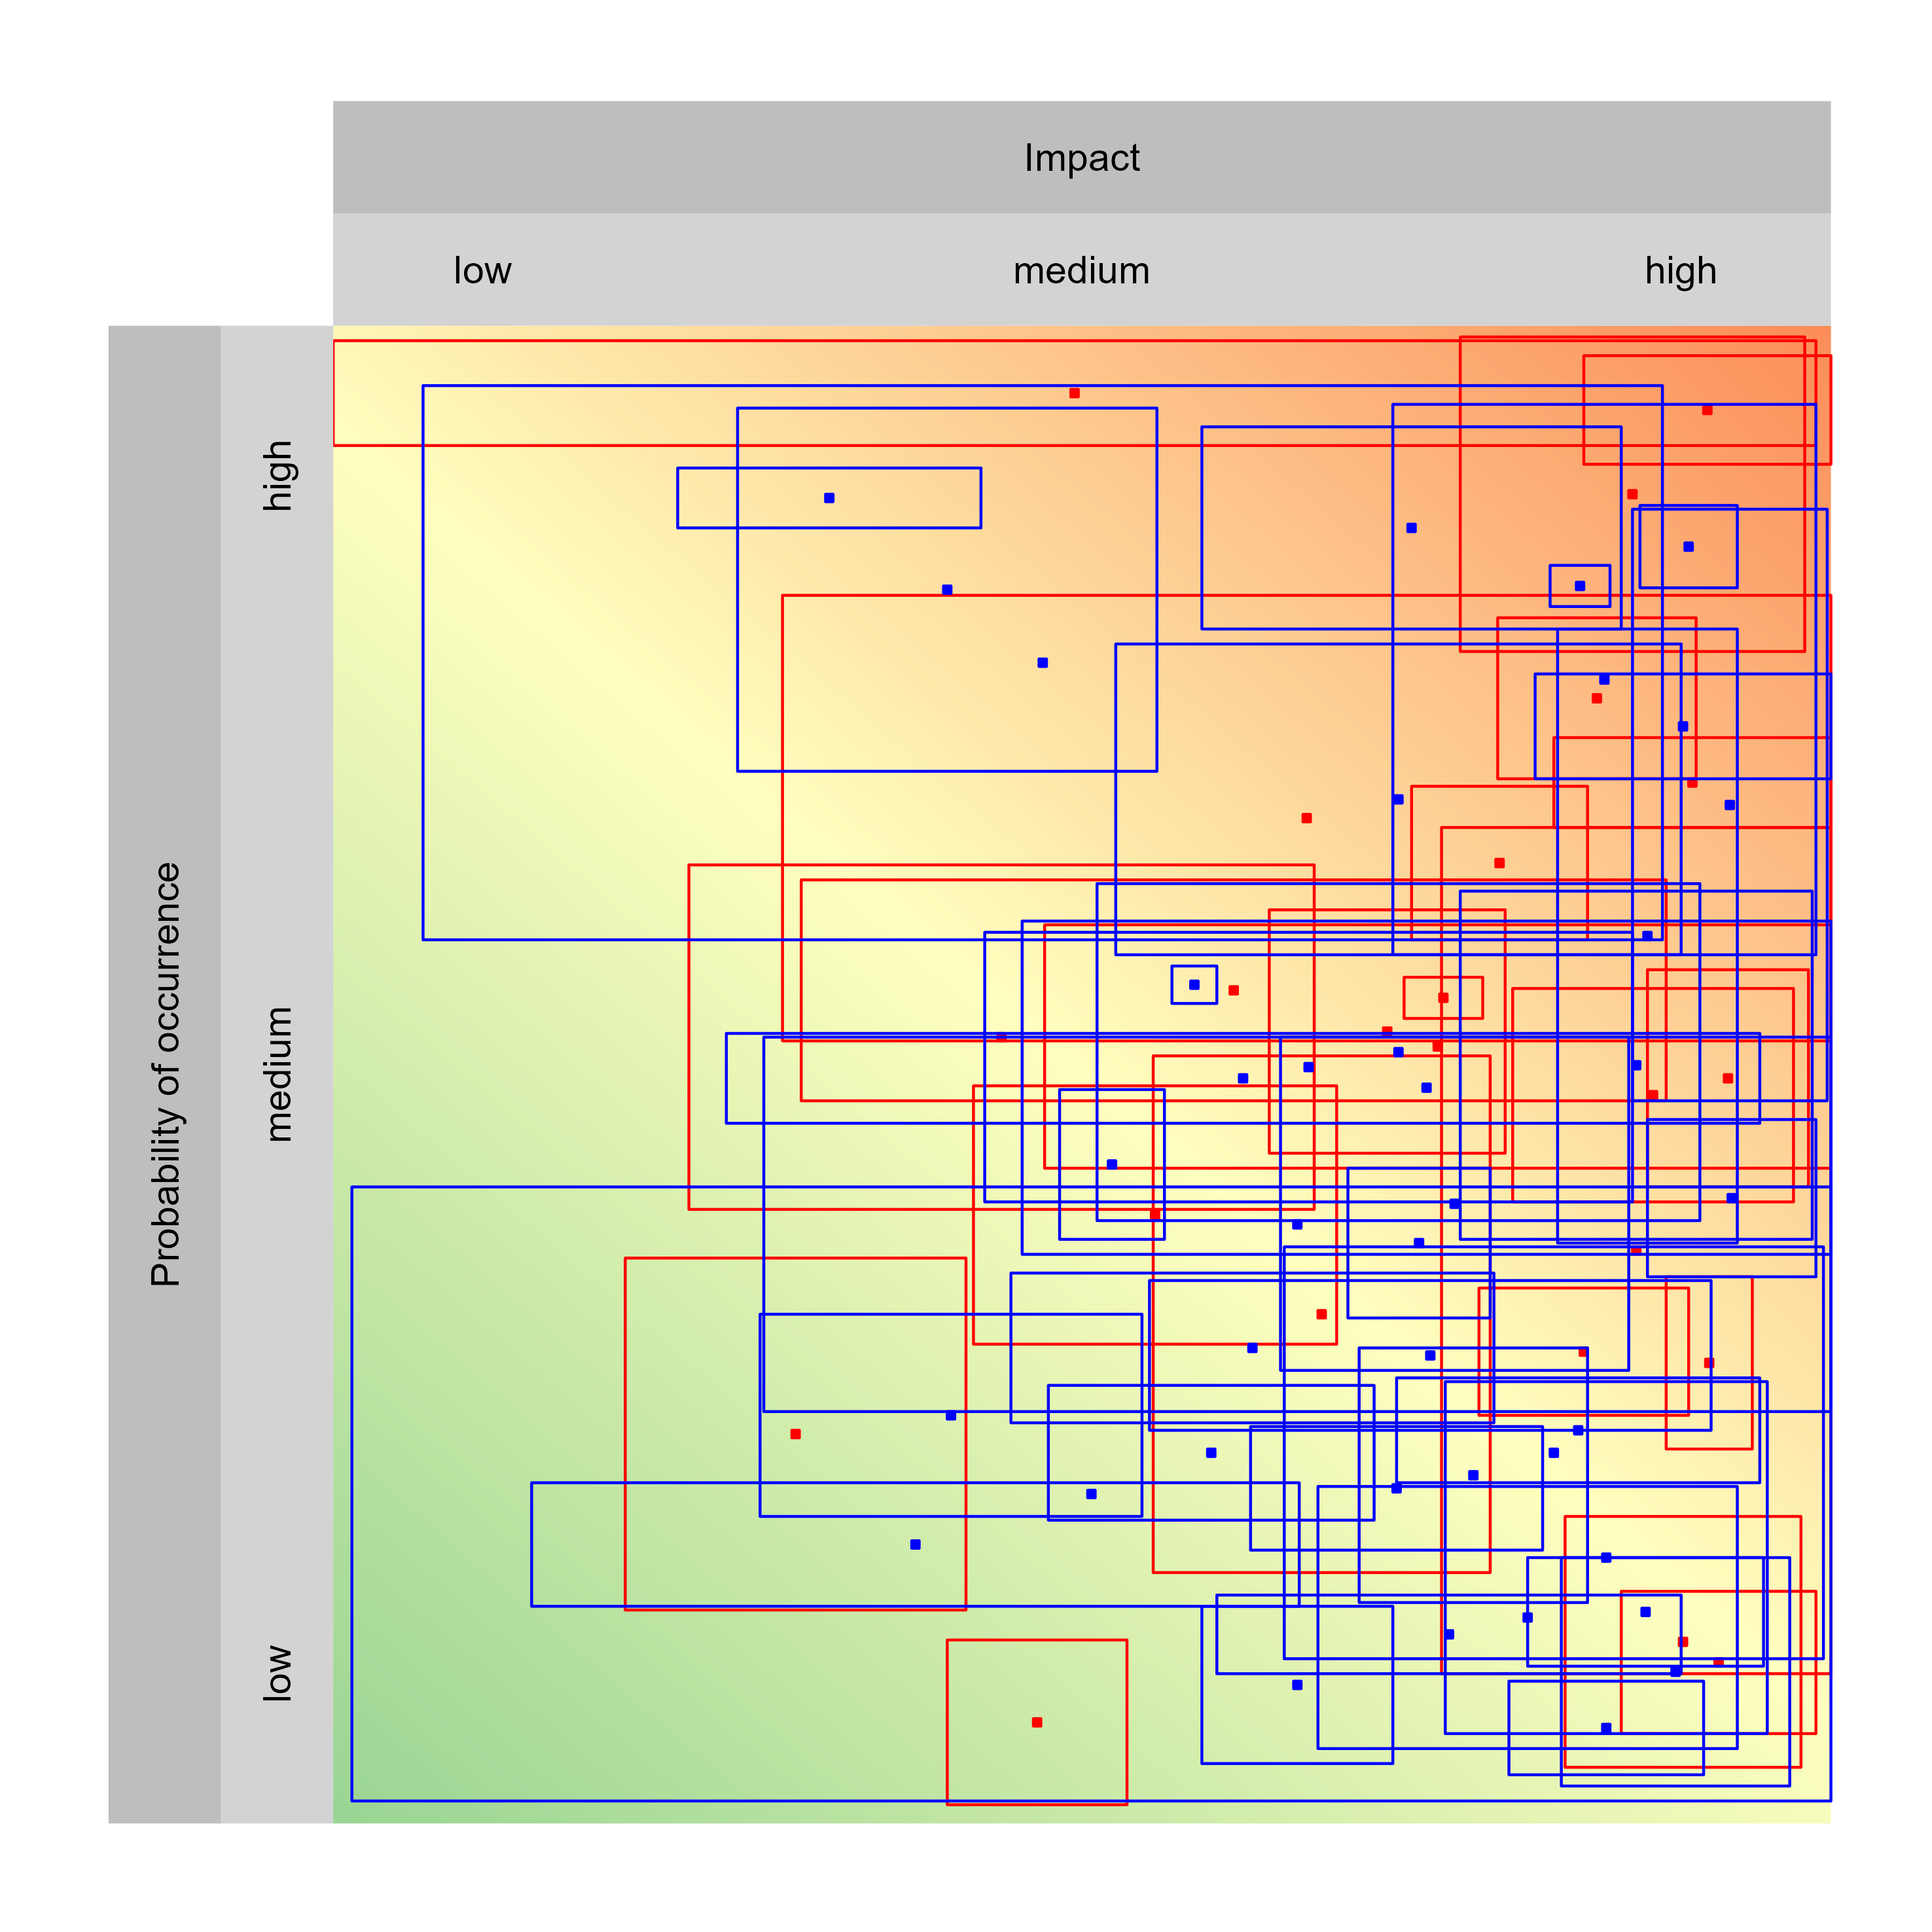 Impact
low
medium
high
Probability of occurrence
high
medium
low